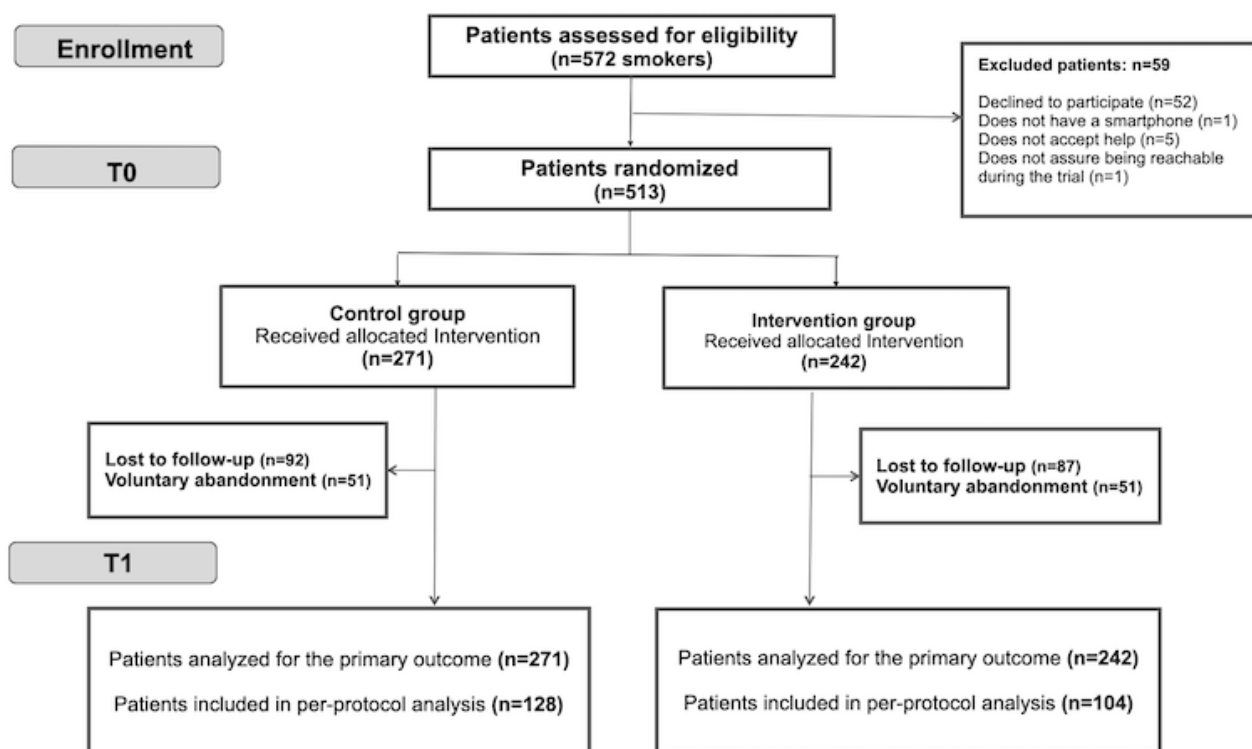 Enrollment
Patients assessed for eligibility
(n=572 smokers)
Excluded patients: n=59
Declined to participate (n=52)
Does not have a smartphone (n=1)
Does not accept help (n=5)
Does not assure being reachable
during the trial (n=1)
T0
Patients randomized
(n=513)
Control group
Received allocated Intervention
(n=271)
Intervention group
Received allocated Intervention
(n=242)
Lost to follow-up (n=92)
Voluntary abandonment (n=51)
Lost to follow-up (n=87)
Voluntary abandonment (n=51)
T1
Patients analyzed for the primary outcome (n=271)
Patients included in per-protocol analysis (n=128)
Patients analyzed for the primary outcome (n=242)
Patients included in per-protocol analysis (n=104)